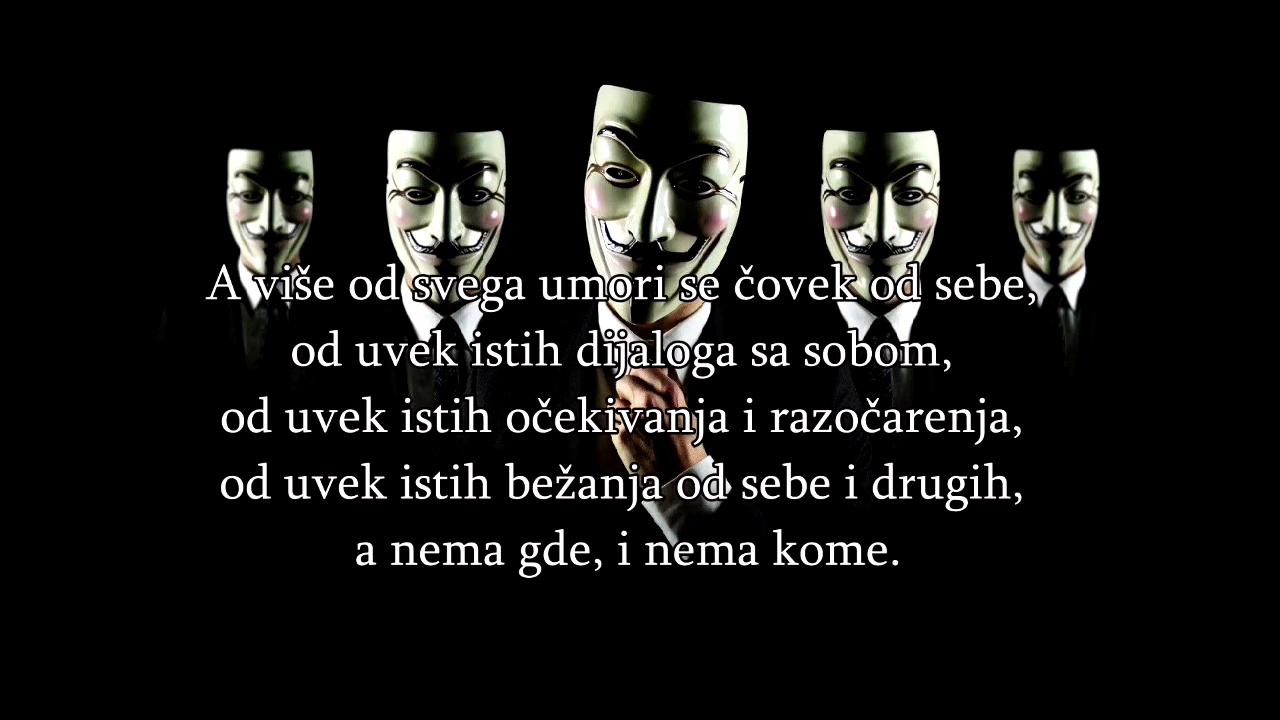 A više od svega umori se čovek od sebe,
od uvek istih dijaloga sa sobom,
od uvek istih očekivanja i razočarenja,
od uvek istih bežanja od sebe i drugih,
a nema gde, i nema kome.